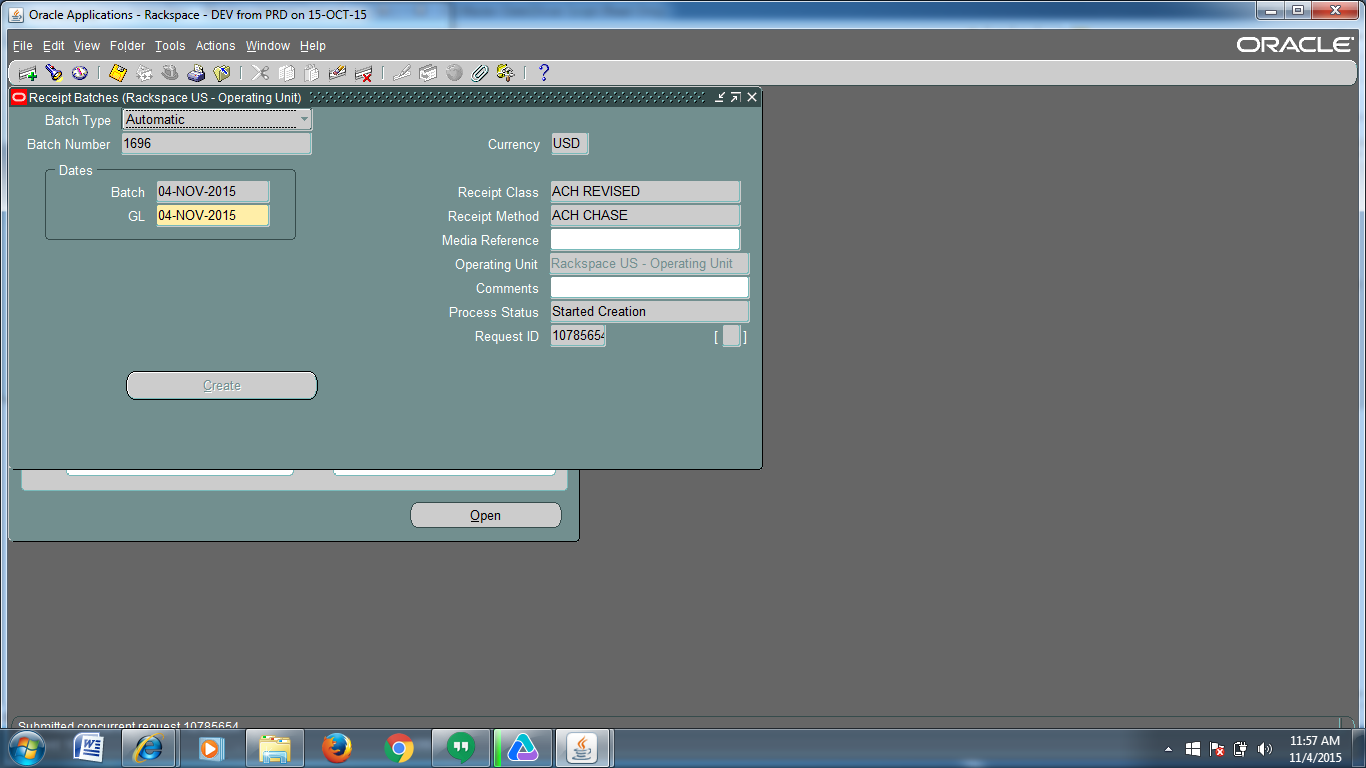 Oracle Applications - Rackspace - DEV from PRD on 15-OCT-15
File Edit View Folder Tools Actions Window Help
ORACLE
Receipt Batches (Rackspace US - Operating Unit)
Batch Type Automatic
Batch Number 1696
Currency USD
Dates
Batch 04-NOV-2015
GL 04-NOV-2015
Receipt Class ACH REVISED
Receipt Method ACH CHASE
Media Reference
Operating Unit Rackspace US - Operating Unit
Comments
Process Status Started Creation
Request ID 10785654
[ ]
Create
Open
Submitted concurrent request 10785654
11:57 AM
11/4/2015